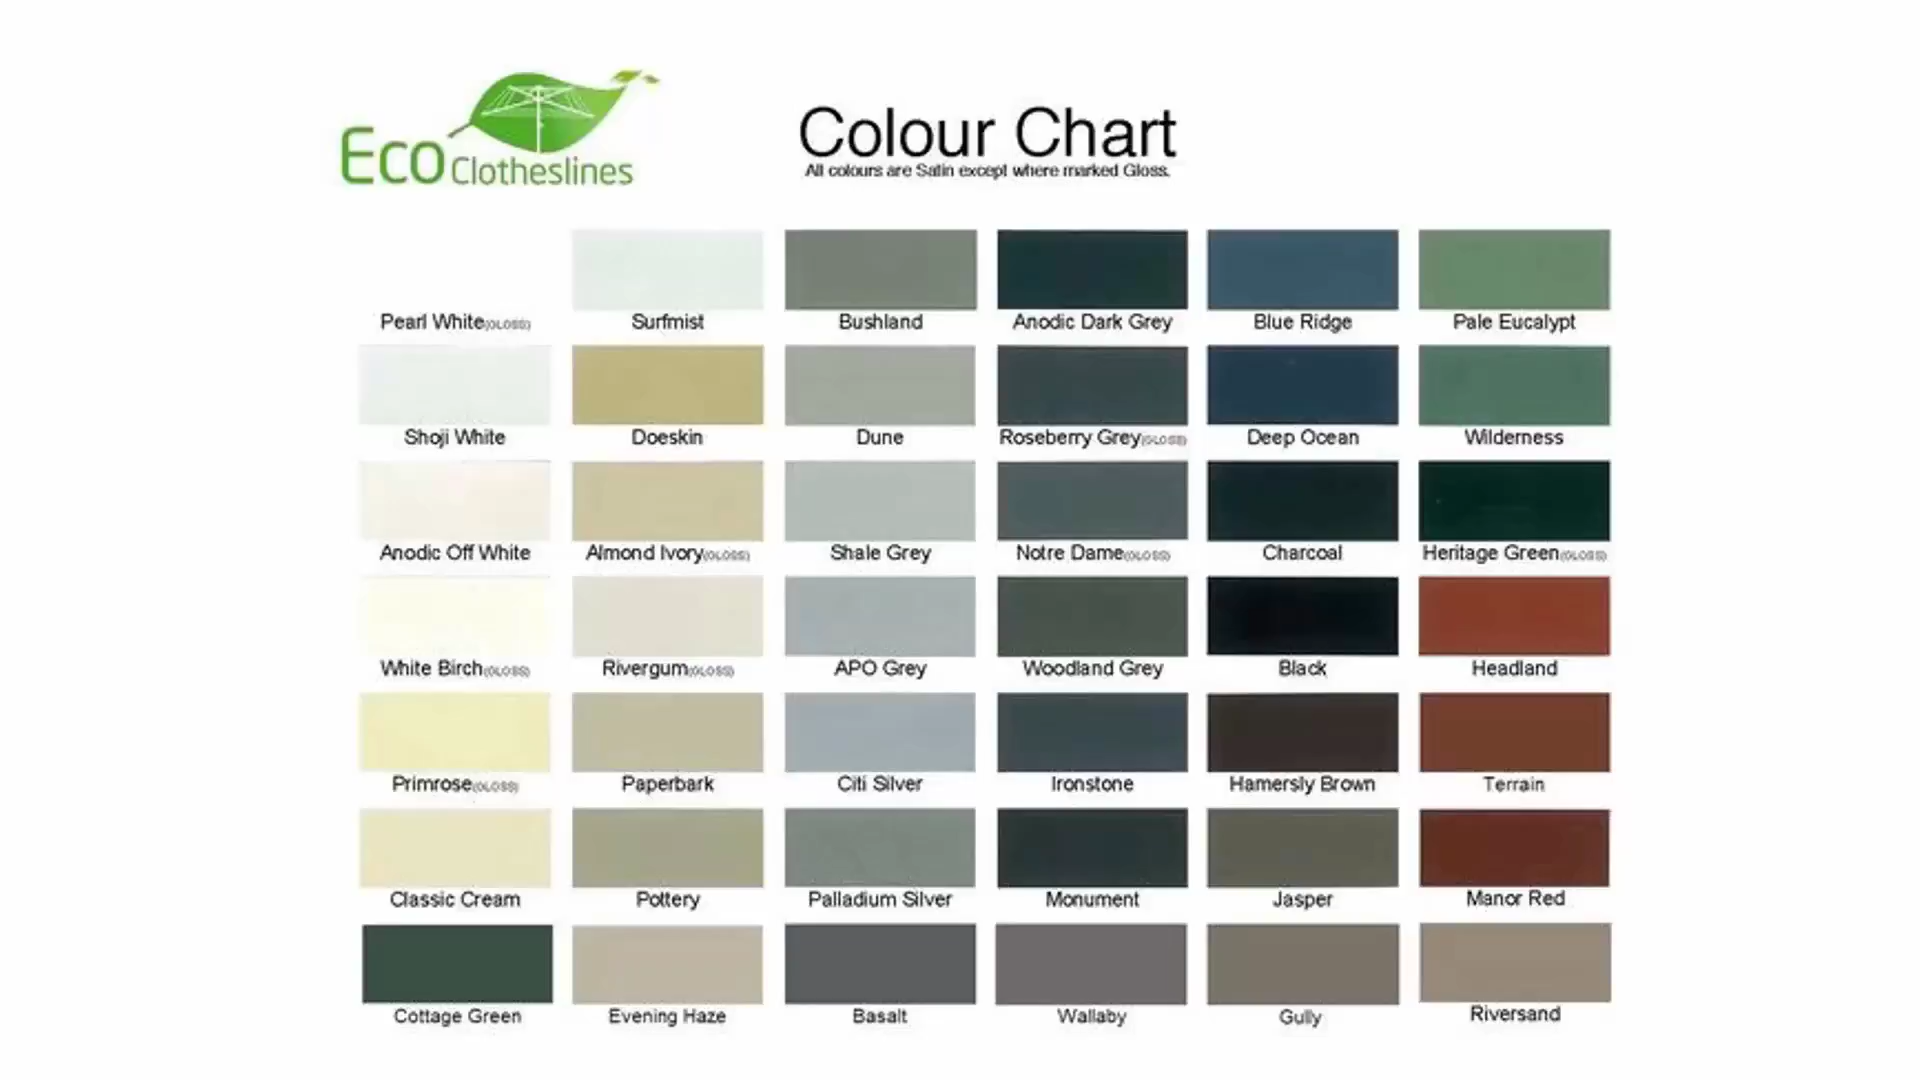 Eco Clotheslines
Colour Chart
All colours are Satin except where marked Gloss.
Pearl White(GLOSS) Surfmist Bushland Anodic Dark Grey Blue Ridge Pale Eucalypt
Shoji White Doeskin Dune Roseberry Grey(GLOSS) Deep Ocean Wilderness
Anodic Off White Almond Ivory(GLOSS) Shale Grey Notre Dame(GLOSS) Charcoal Heritage Green(GLOSS)
White Birch(GLOSS) Rivergum(GLOSS) APO Grey Woodland Grey Black Headland
Primrose(GLOSS) Paperbark Citi Silver Ironstone Hamersly Brown Terrain
Classic Cream Pottery Palladium Silver Monument Jasper Manor Red
Cottage Green Evening Haze Basalt Wallaby Gully Riversand